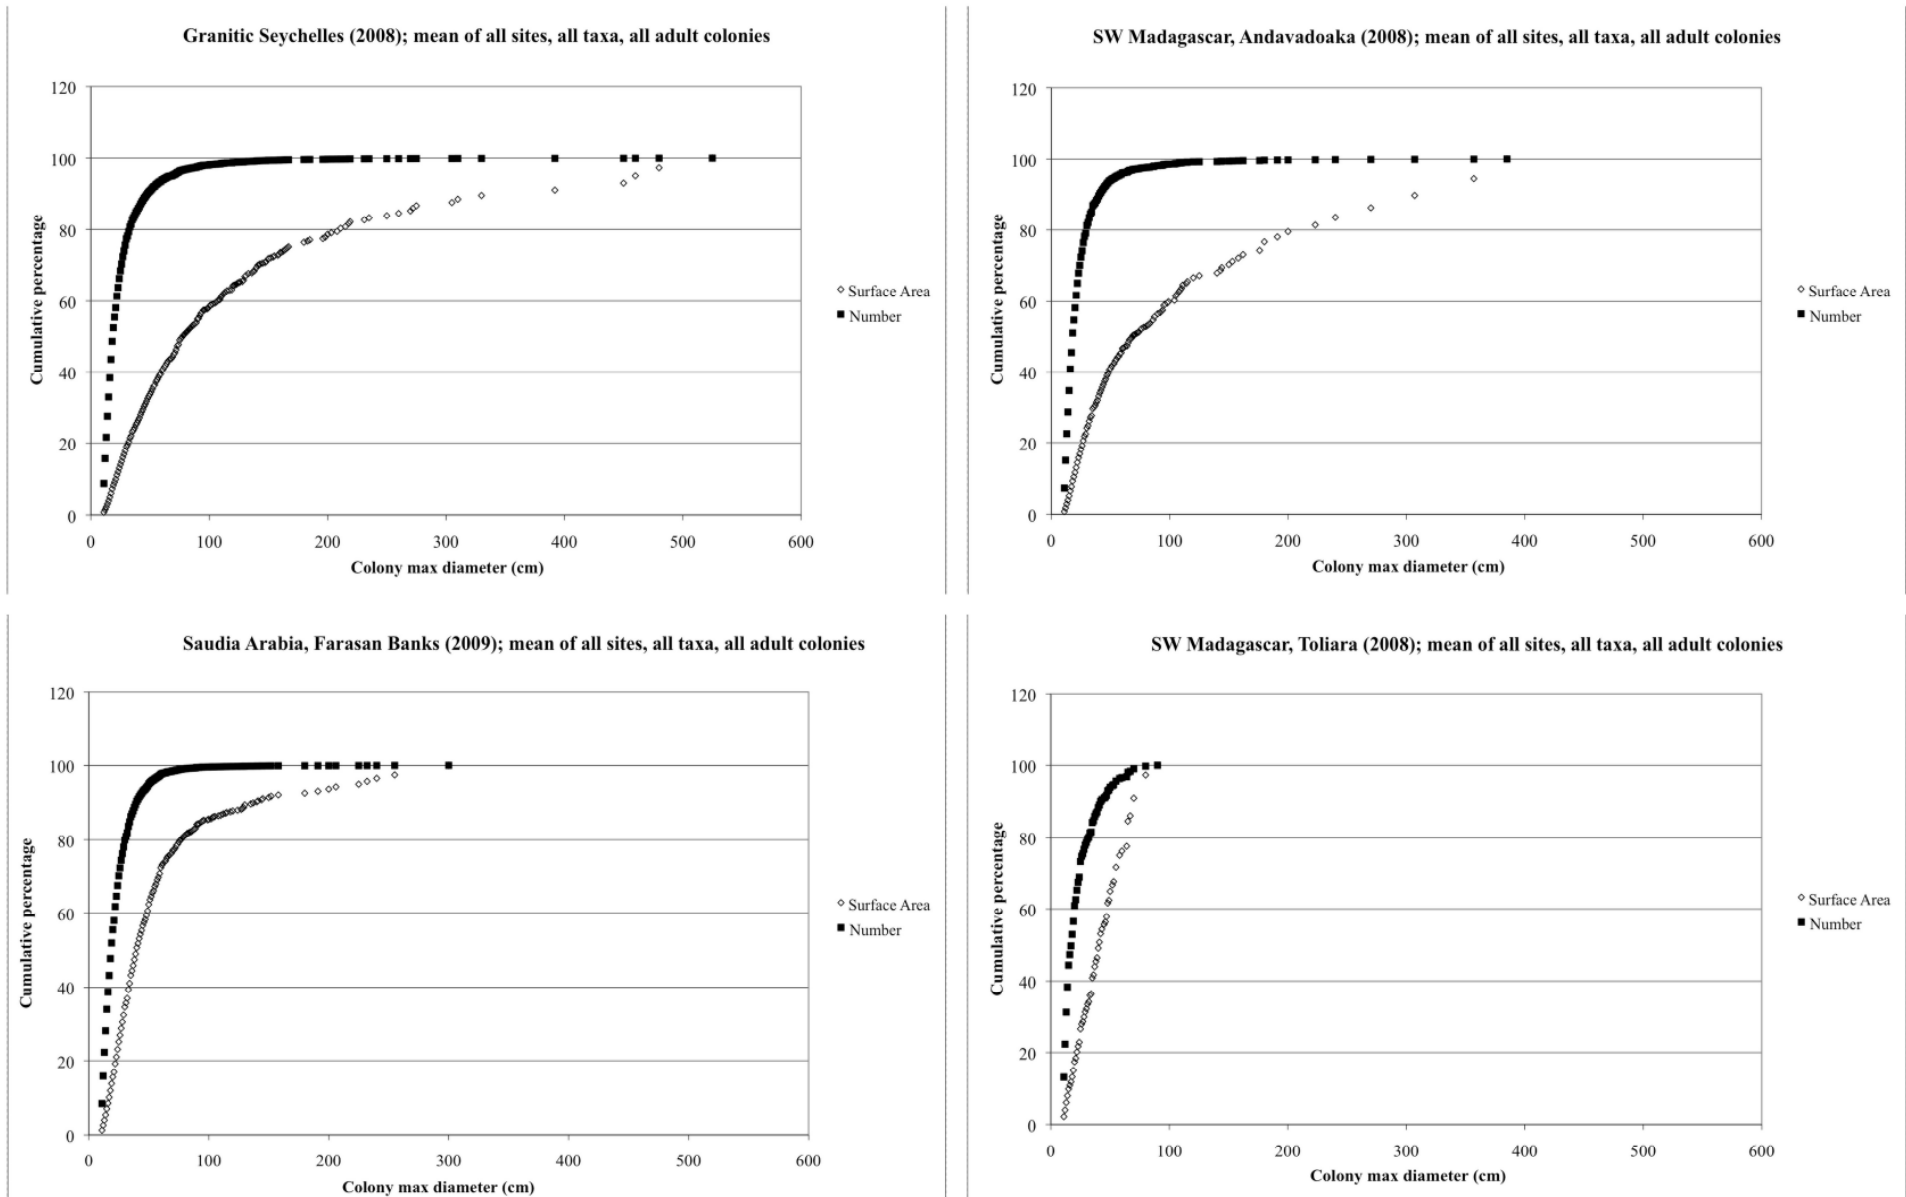 Granitic Seychelles (2008); mean of all sites, all taxa, all adult colonies
120
100
80
60
40
20
0
Cumulative percentage
0 100 200 300 400 500 600
Colony max diameter (cm)
Surface Area
Number
SW Madagascar, Andavadoaka (2008); mean of all sites, all taxa, all adult colonies
120
100
80
60
40
20
0
Cumulative percentage
0 100 200 300 400 500 600
Colony max diameter (cm)
Surface Area
Number
Saudia Arabia, Farasan Banks (2009); mean of all sites, all taxa, all adult colonies
120
100
80
60
40
20
0
Cumulative percentage
0 100 200 300 400 500 600
Colony max diameter (cm)
Surface Area
Number
SW Madagascar, Toliara (2008); mean of all sites, all taxa, all adult colonies
120
100
80
60
40
20
0
Cumulative percentage
0 100 200 300 400 500 600
Colony max diameter (cm)
Surface Area
Number